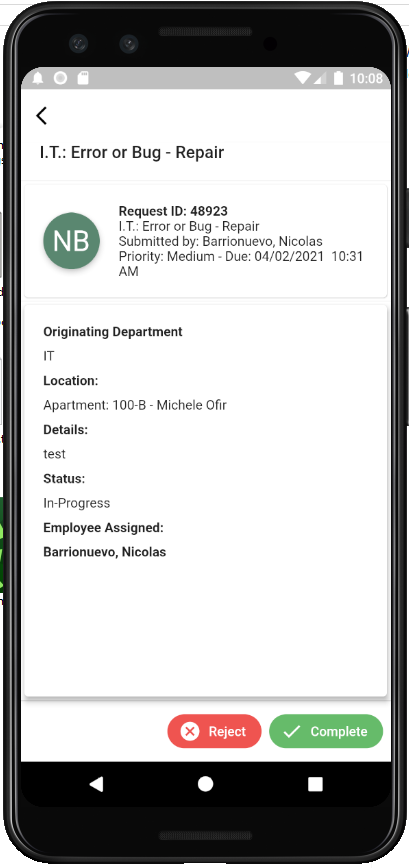 10:08
I.T.: Error or Bug - Repair
NB
Request ID: 48923
I.T.: Error or Bug - Repair
Submitted by: Barrionuevo, Nicolas
Priority: Medium - Due: 04/02/2021 10:31
AM
Originating Department
IT
Location:
Apartment: 100-B - Michele Ofir
Details:
test
Status:
In-Progress
Employee Assigned:
Barrionuevo, Nicolas
Reject
Complete